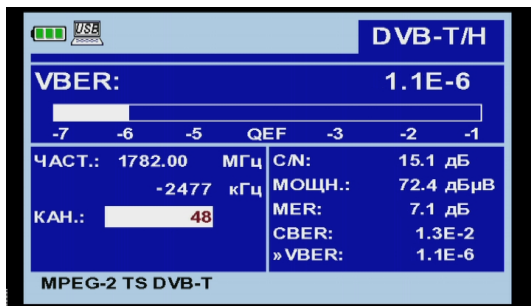 USB
DVB-T/H
VBER: 1.1E-6
-7 -6 -5 QEF -3 -2 -1
ЧАСТ.: 1782.00 МГц
-2477 кГц
КАН.: 48
C/N: 15.1 дБ
МОЩН.: 72.4 дБµВ
MER: 7.1 дБ
CBER: 1.3E-2
»VBER: 1.1E-6
MPEG-2 TS DVB-T